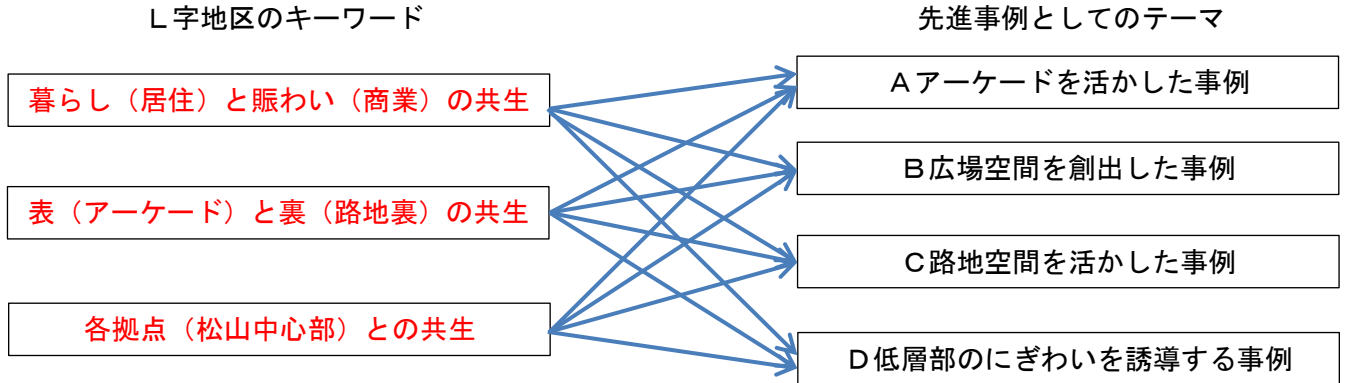 L字地区のキーワード
先進事例としてのテーマ
暮らし（居住）と賑わい（商業）の共生
表（アーケード）と裏（路地裏）の共生
各拠点（松山中心部）との共生
Ａアーケードを活かした事例
Ｂ広場空間を創出した事例
Ｃ路地空間を活かした事例
Ｄ低層部のにぎわいを誘導する事例